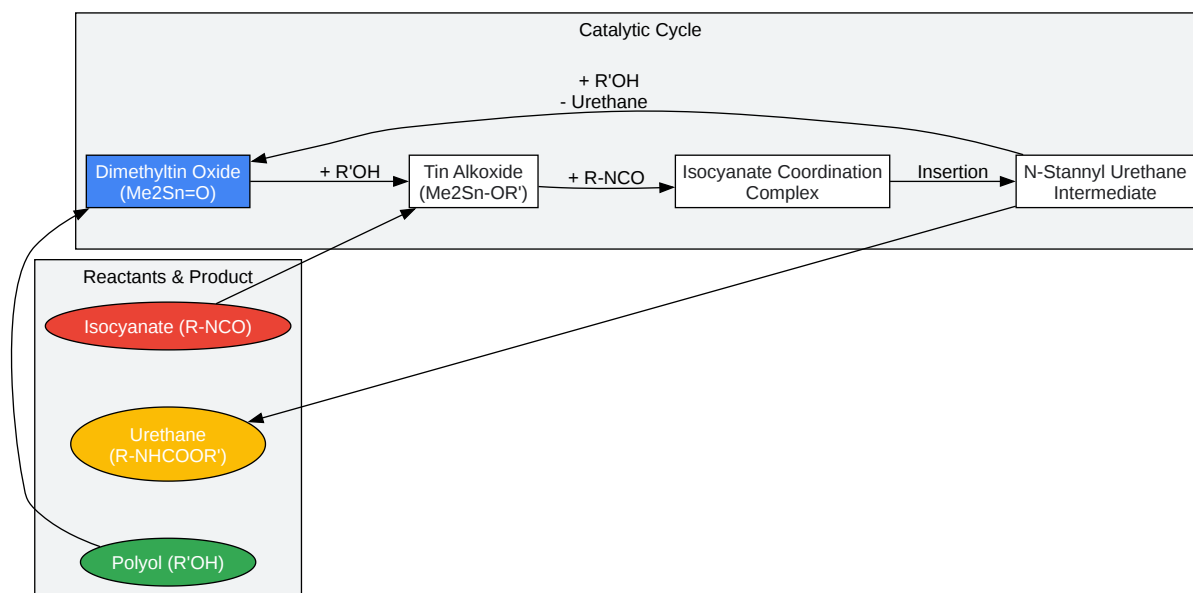 Catalytic Cycle
+ R'OH
- Urethane
Dimethyltin Oxide
(Me2Sn=O)
+ R'OH
Tin Alkoxide
(Me2Sn-OR')
+ R-NCO
Isocyanate Coordination
Complex
Insertion
N-Stannyl Urethane
Intermediate
Reactants & Product
Isocyanate (R-NCO)
Urethane
(R-NHCOOR')
Polyol (R'OH)